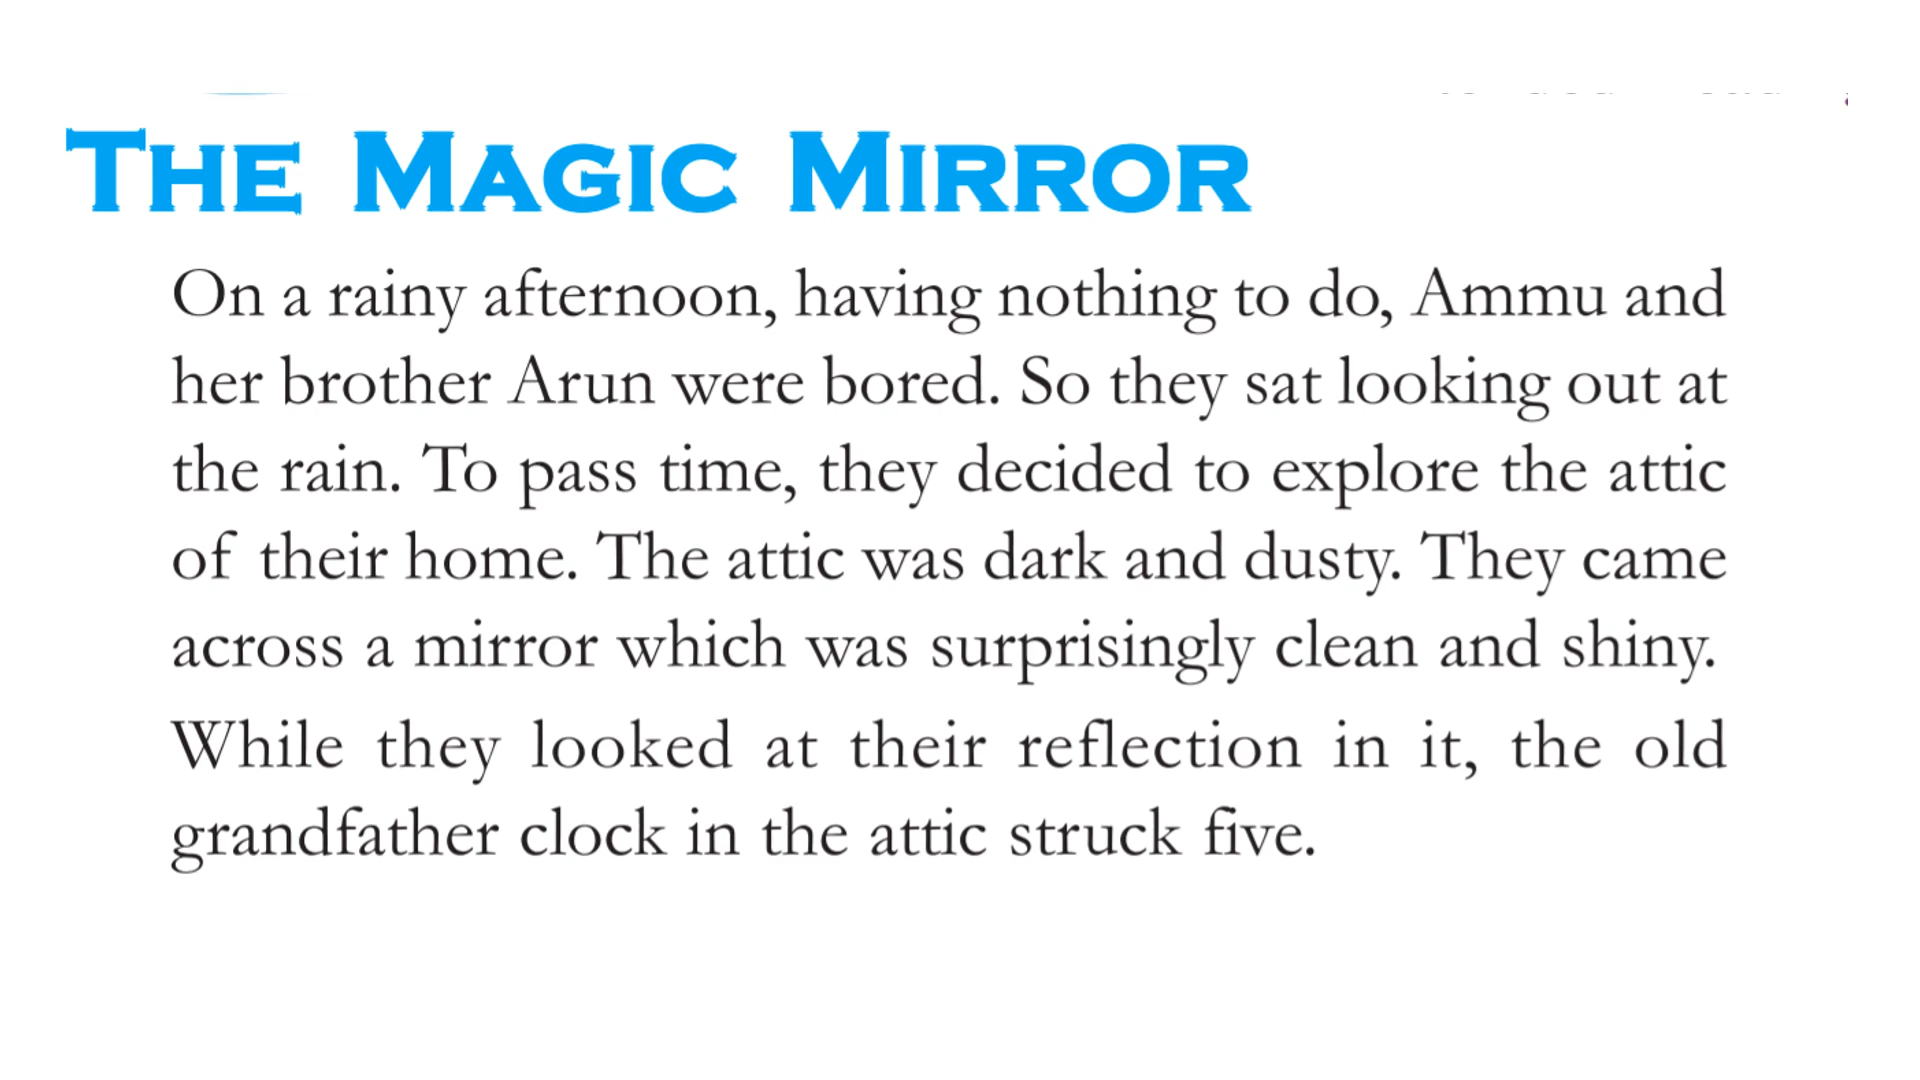 THE MAGIC MIRROR
On a rainy afternoon, having nothing to do, Ammu and
her brother Arun were bored. So they sat looking out at
the rain. To pass time, they decided to explore the attic
of their home. The attic was dark and dusty. They came
across a mirror which was surprisingly clean and shiny.
While they looked at their reflection in it, the old
grandfather clock in the attic struck five.